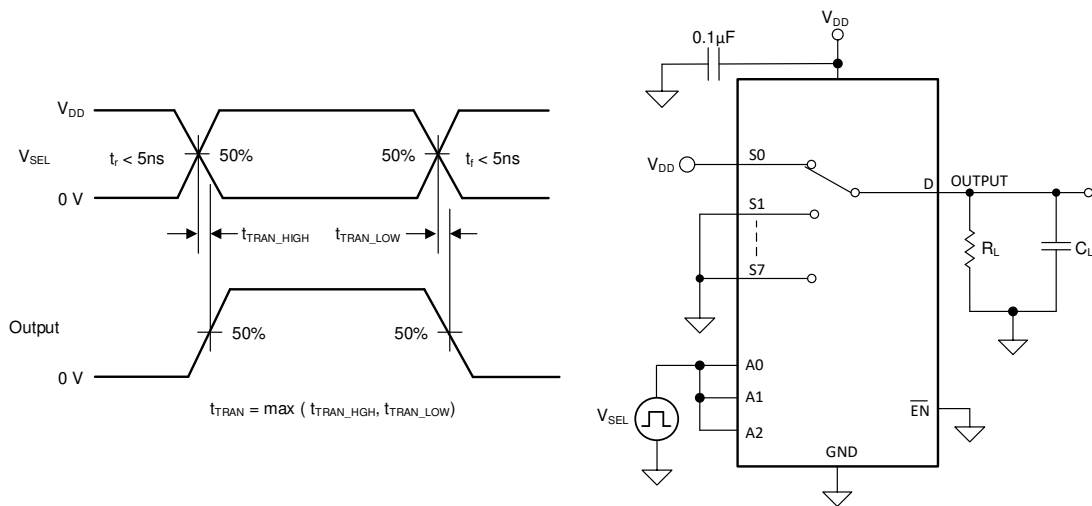 V_DD
V_SEL
t_r < 5ns
50%
50%
t_f < 5ns
0 V
t_TRAN_HIGH
t_TRAN_LOW
Output
50%
50%
0 V
t_TRAN = max ( t_TRAN_HGH, t_TRAN_LOW)
V_DD
0.1µF
V_DD
S0
S1
S7
D
OUTPUT
R_L
C_L
A0
A1
A2
V_SEL
EN
GND